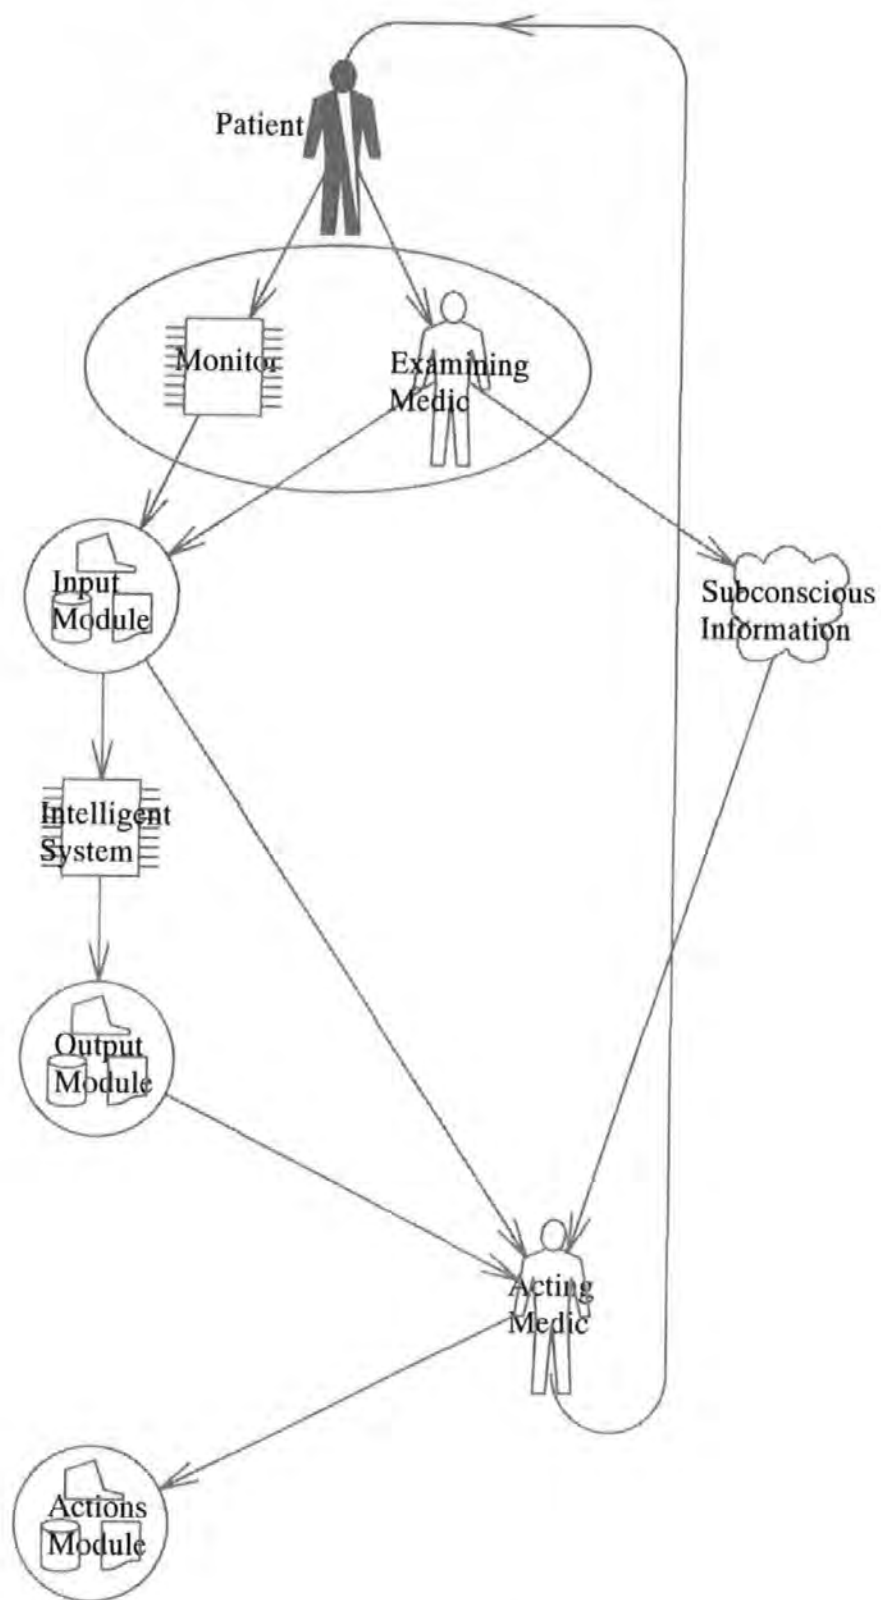 Patient
Monitor
Examining
Medic
Input
Module
Subconscious
Information
Intelligent
System
Output
Module
Acting
Medic
Actions
Module